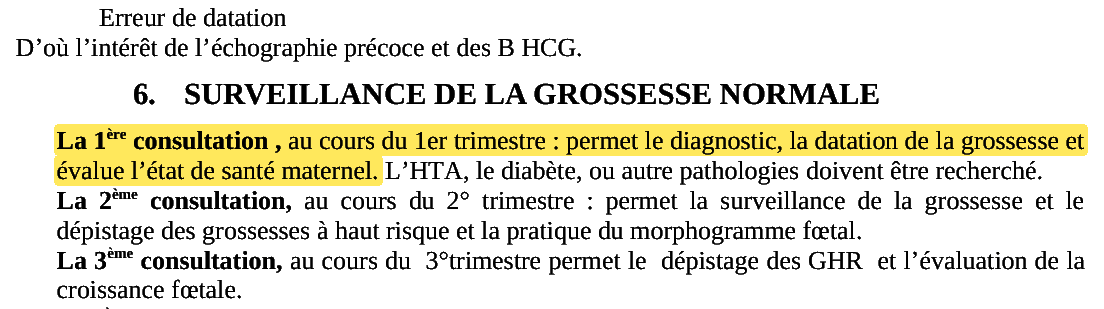 Erreur de datation
D’où l’intérêt de l’échographie précoce et des B HCG.
6. SURVEILLANCE DE LA GROSSESSE NORMALE
La 1ère consultation , au cours du 1er trimestre : permet le diagnostic, la datation de la grossesse et
évalue l’état de santé maternel. L’HTA, le diabète, ou autre pathologies doivent être recherché.
La 2ème consultation, au cours du 2° trimestre : permet la surveillance de la grossesse et le
dépistage des grossesses à haut risque et la pratique du morphogramme fœtal.
La 3ème consultation, au cours du 3°trimestre permet le dépistage des GHR et l’évaluation de la
croissance fœtale.